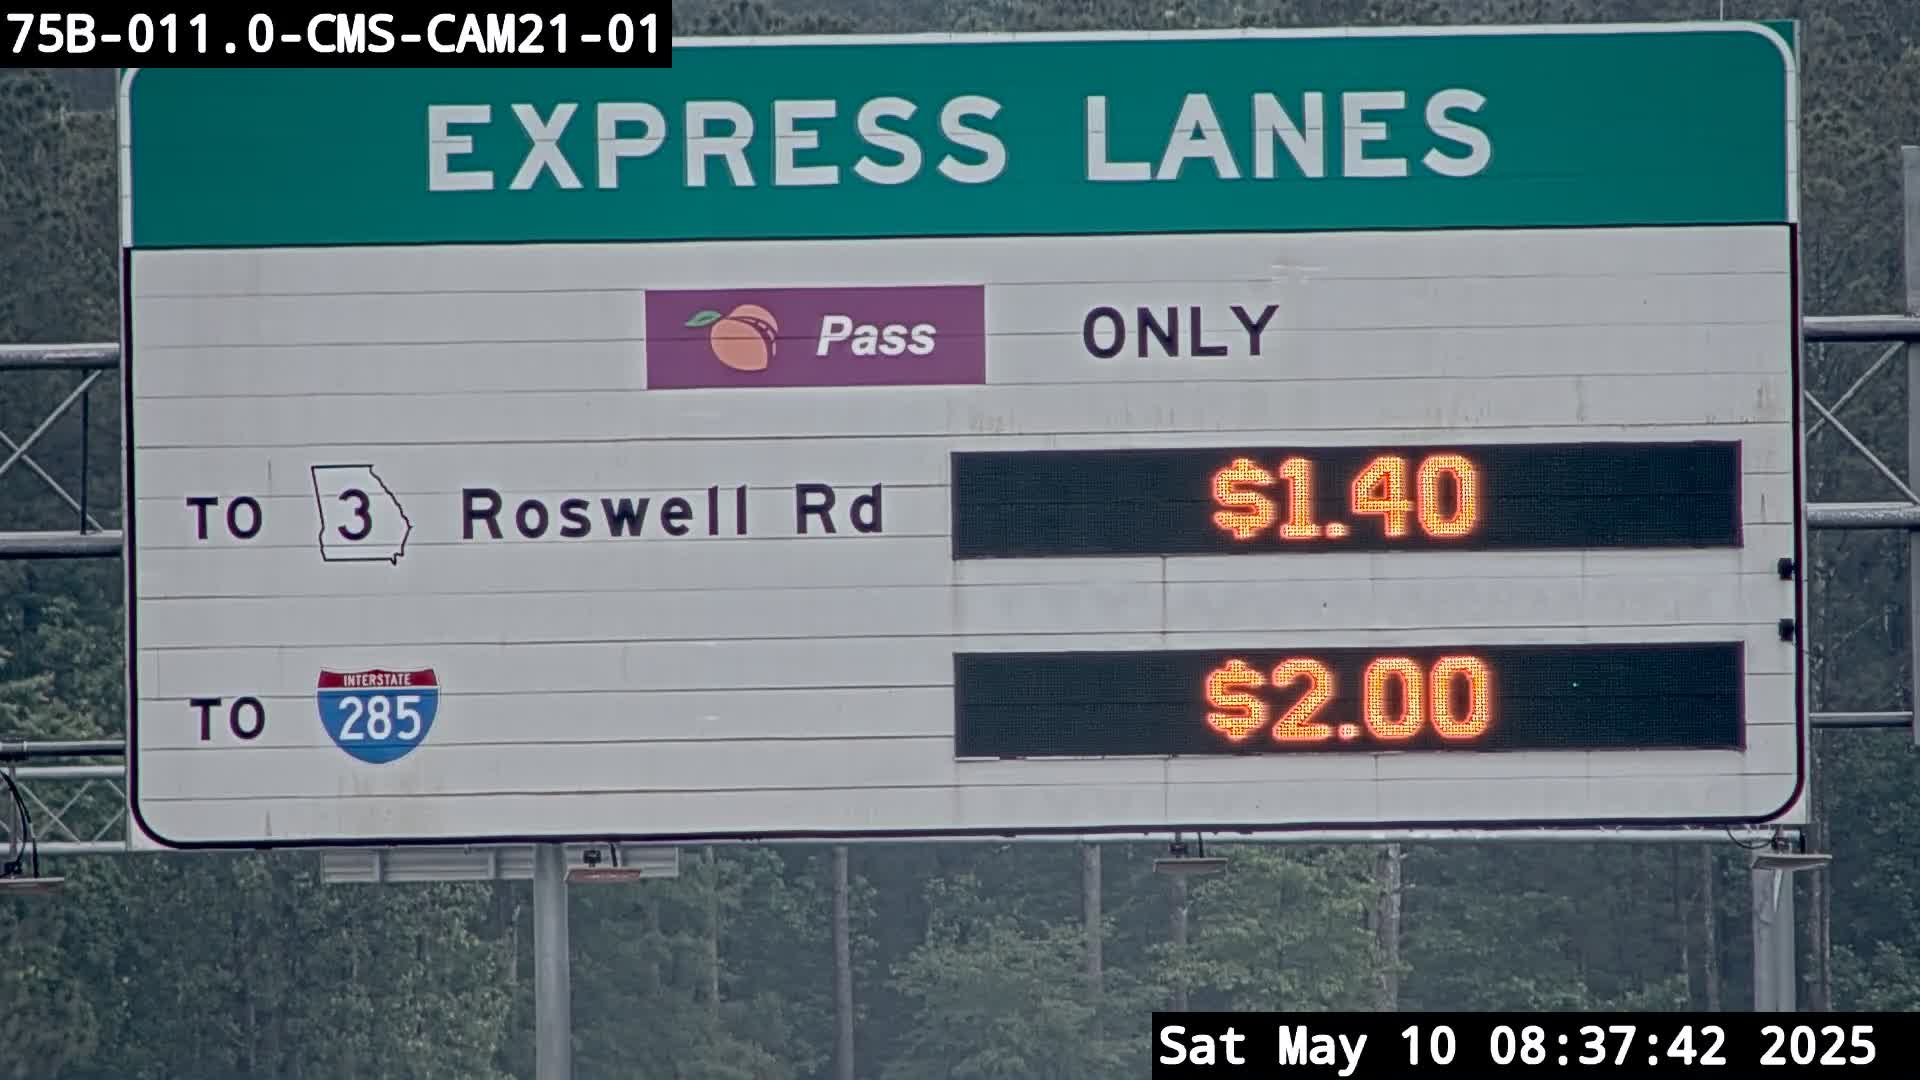 75B-011.0-CMS-CAM21-01
EXPRESS LANES
Pass ONLY
TO 3 Roswell Rd $1.40
INTERSTATE
TO 285 $2.00
Sat May 10 08:37:42 2025